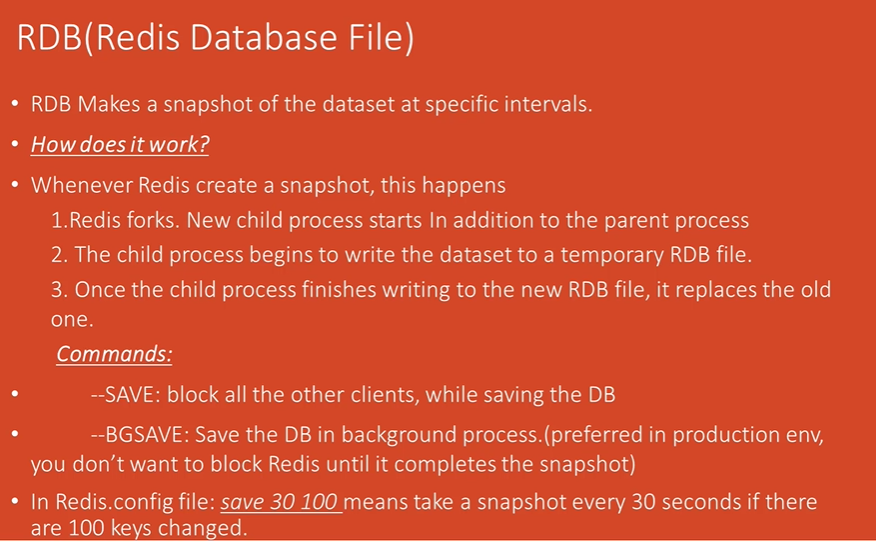 RDB(Redis Database File)
• RDB Makes a snapshot of the dataset at specific intervals.
• How does it work?
• Whenever Redis create a snapshot, this happens
1.Redis forks. New child process starts In addition to the parent process
2. The child process begins to write the dataset to a temporary RDB file.
3. Once the child process finishes writing to the new RDB file, it replaces the old
one.
Commands:
• --SAVE: block all the other clients, while saving the DB
• --BGSAVE: Save the DB in background process.(preferred in production env,
you don’t want to block Redis until it completes the snapshot)
• In Redis.config file: save 30 100 means take a snapshot every 30 seconds if there
are 100 keys changed.